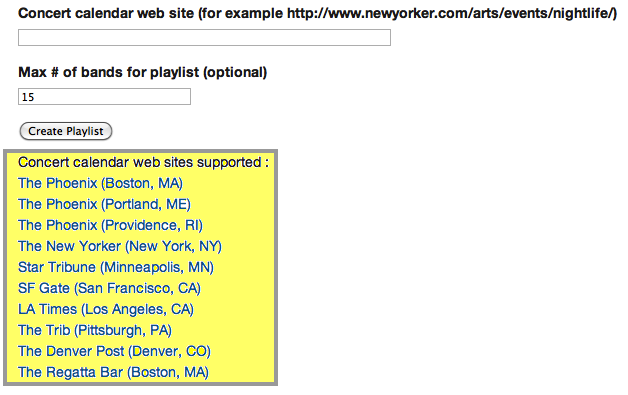 Concert calendar web site (for example http://www.newyorker.com/arts/events/nightlife/)
Max # of bands for playlist (optional)
15
Create Playlist
Concert calendar web sites supported :
The Phoenix (Boston, MA)
The Phoenix (Portland, ME)
The Phoenix (Providence, RI)
The New Yorker (New York, NY)
Star Tribune (Minneapolis, MN)
SF Gate (San Francisco, CA)
LA Times (Los Angeles, CA)
The Trib (Pittsburgh, PA)
The Denver Post (Denver, CO)
The Regatta Bar (Boston, MA)